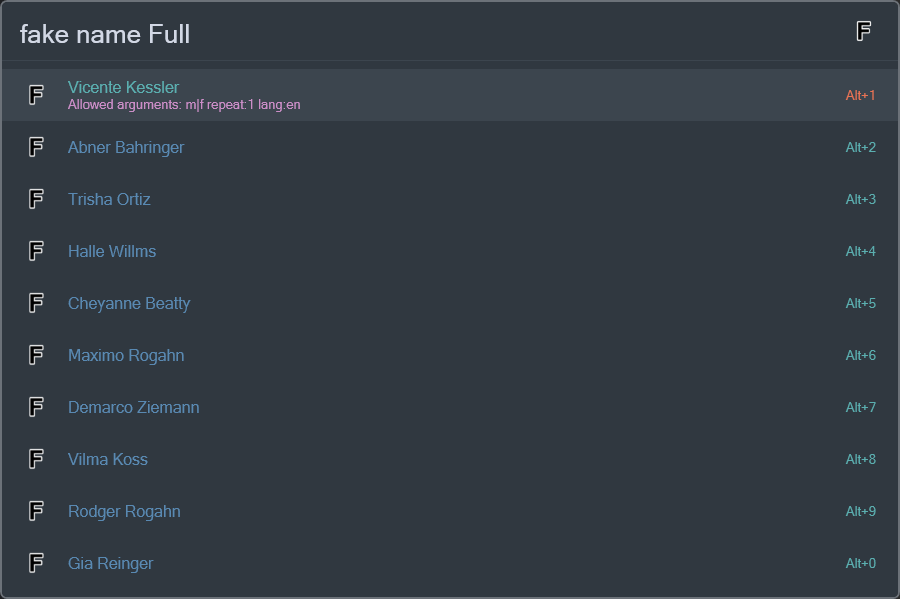 fake name Full F
F Vicente Kessler Alt+1
Allowed arguments: m|f repeat:1 lang:en
F Abner Bahringer Alt+2
F Trisha Ortiz Alt+3
F Halle Willms Alt+4
F Cheyanne Beatty Alt+5
F Maximo Rogahn Alt+6
F Demarco Ziemann Alt+7
F Vilma Koss Alt+8
F Rodger Rogahn Alt+9
F Gia Reinger Alt+0